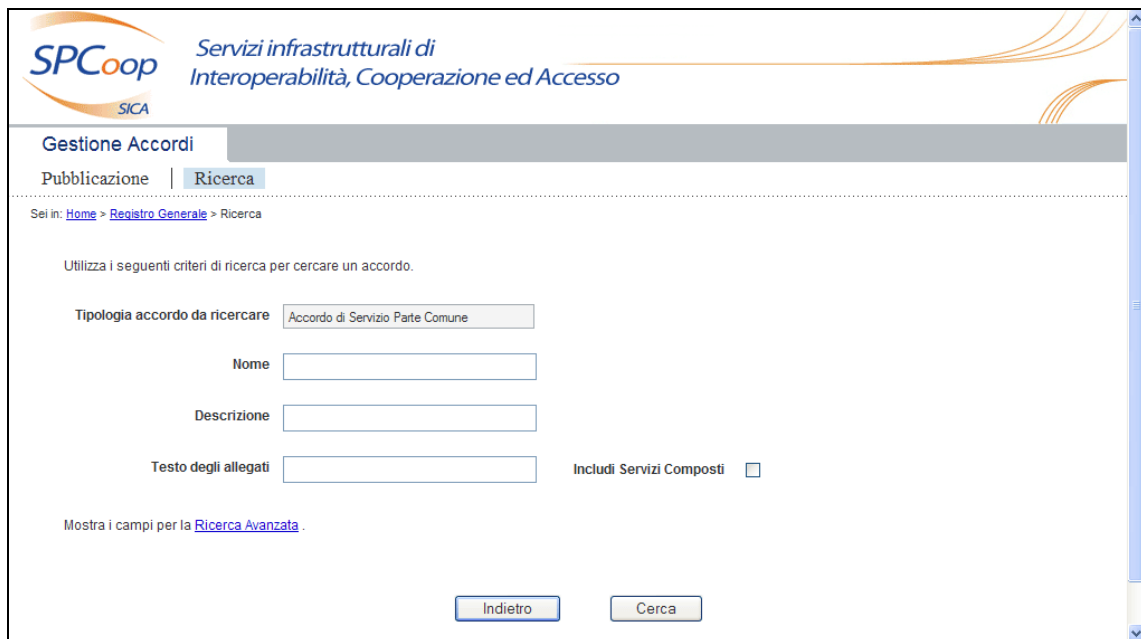 SPCoop
SICA
Servizi infrastrutturali di
Interoperabilità, Cooperazione ed Accesso
Gestione Accordi
Pubblicazione | Ricerca
Sei in: Home > Registro Generale > Ricerca
Utilizza i seguenti criteri di ricerca per cercare un accordo.
Tipologia accordo da ricercare Accordo di Servizio Parte Comune
Nome
Descrizione
Testo degli allegati Includi Servizi Composti
Mostra i campi per la Ricerca Avanzata .
Indietro Cerca